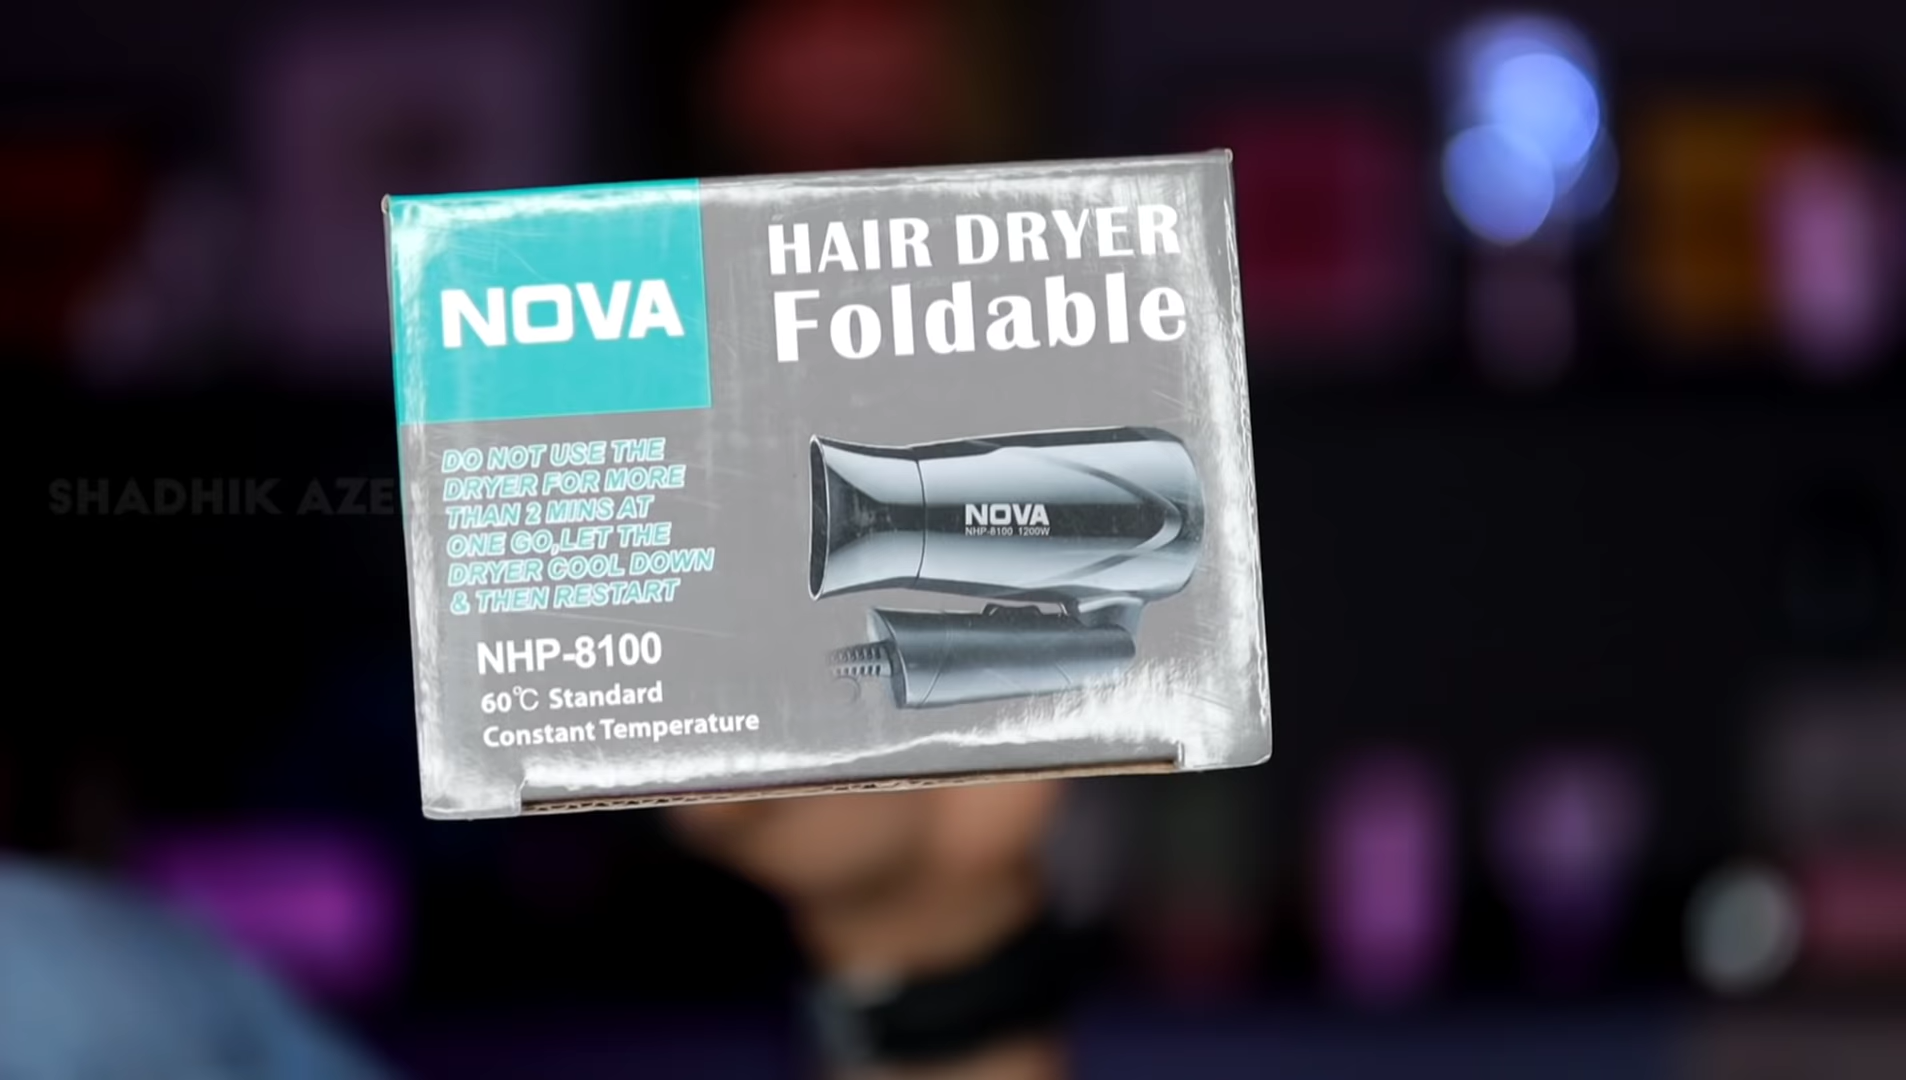 NOVA
HAIR DRYER
Foldable
DO NOT USE THE
DRYER FOR MORE
THAN 2 MINS AT
ONE GO,LET THE
DRYER COOL DOWN
& THEN RESTART
NHP-8100
60℃ Standard
Constant Temperature
NOVA
NHP-8100 1200W
SHADHIK